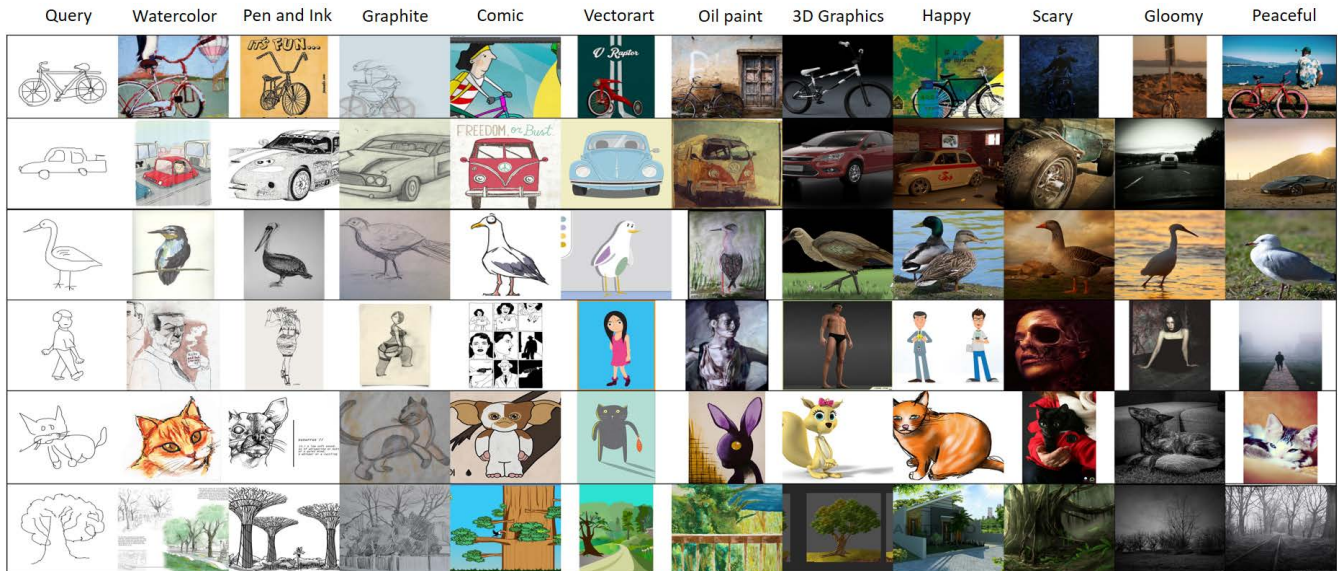 Query Watercolor Pen and Ink Graphite Comic Vectorart Oil paint 3D Graphics Happy Scary Gloomy Peaceful
IT'S FUN...
V Raptor
FREEDOM, or Bust.